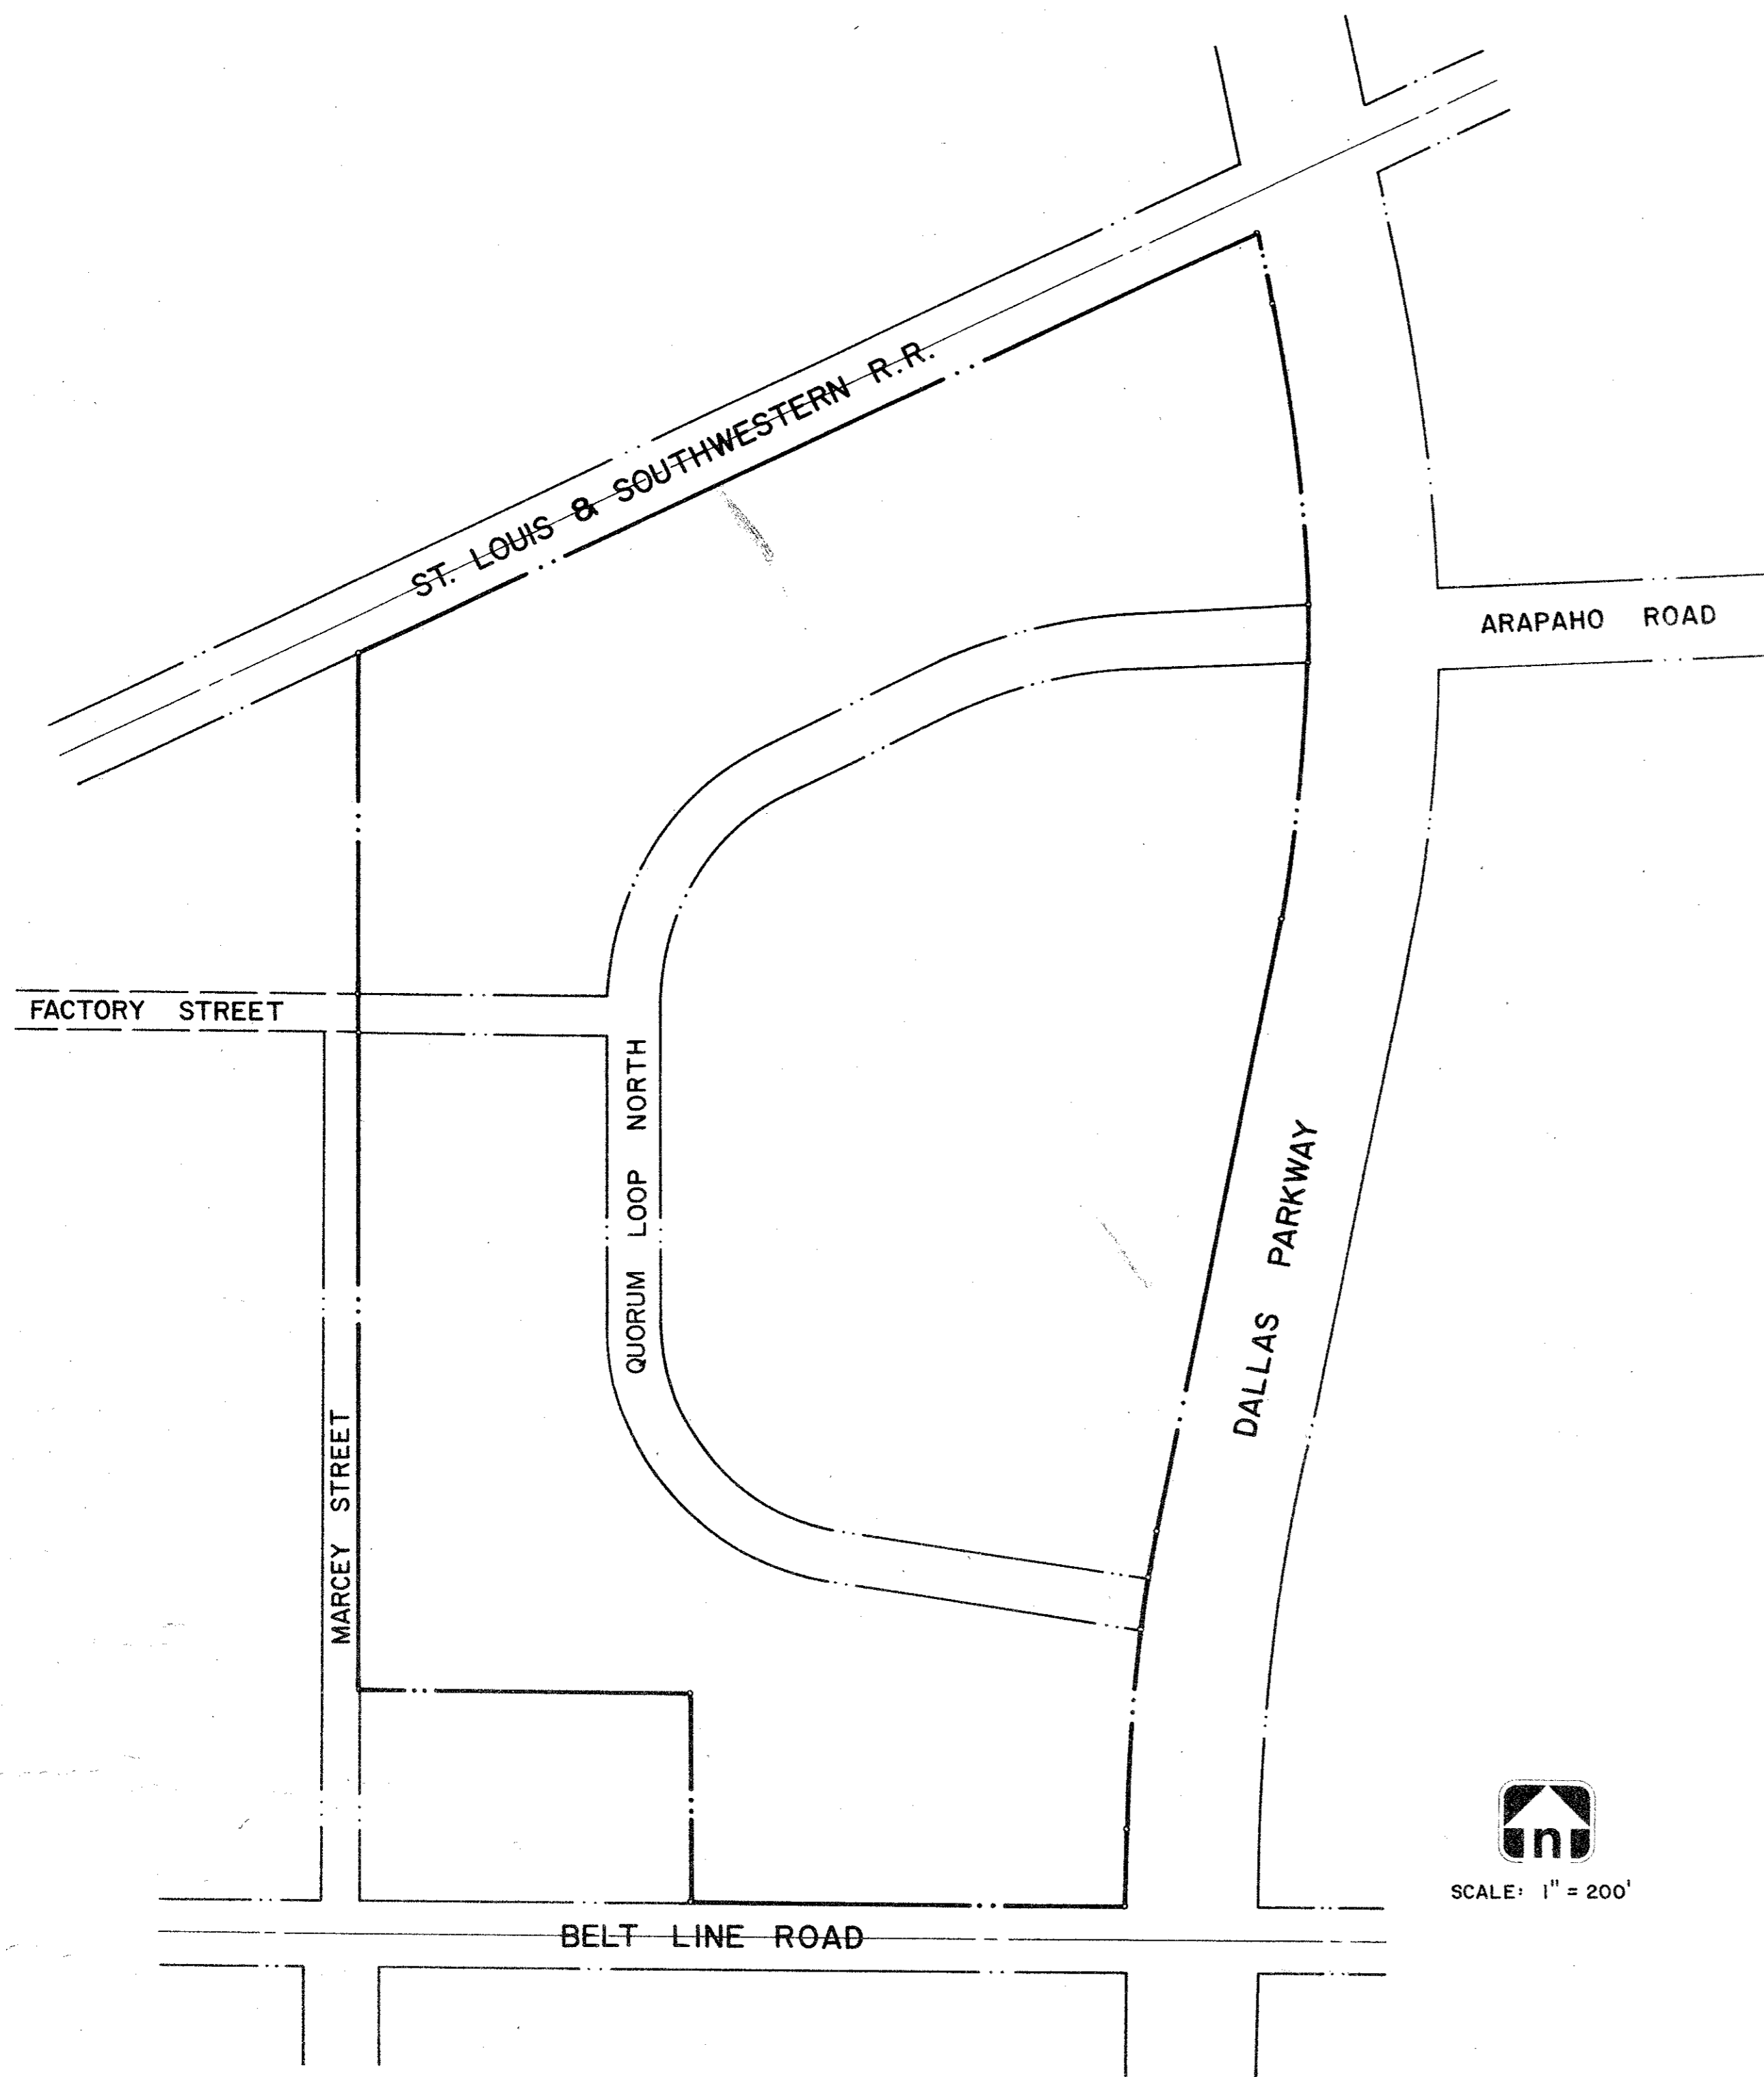 ST. LOUIS & SOUTHWESTERN R.R.
ARAPAHO ROAD
FACTORY STREET
QUORUM LOOP NORTH
DALLAS PARKWAY
MARCEY STREET
n
SCALE: 1" = 200'
BELT LINE ROAD